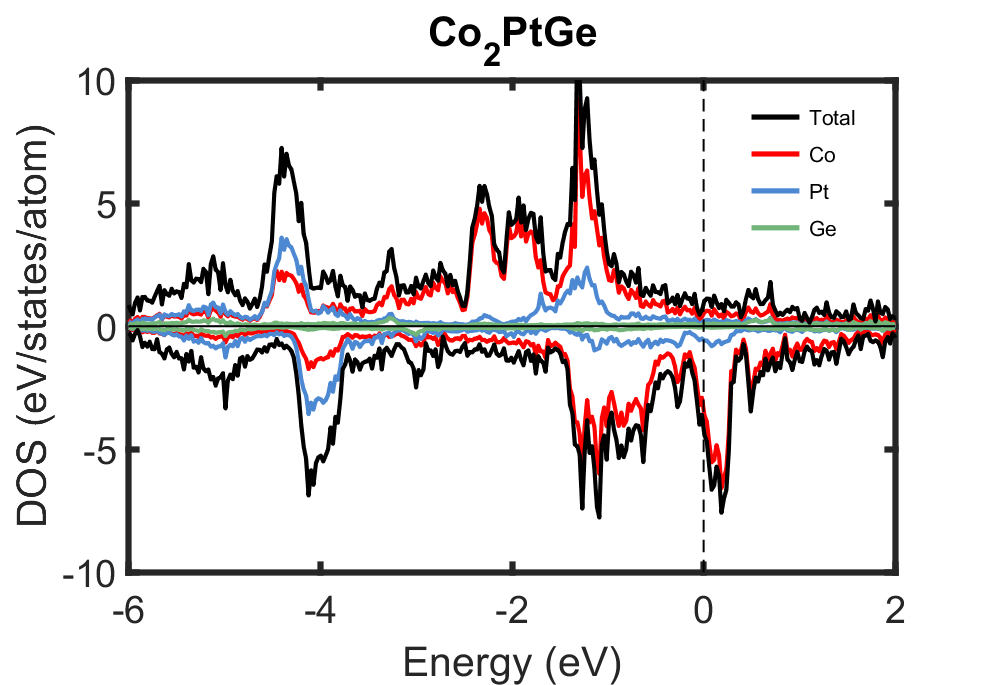 Co2PtGe
DOS (eV/states/atom)
10
5
0
0
-5
-10
Total
Co
Pt
Ge
-6
-4
-2
0
2
Energy (eV)